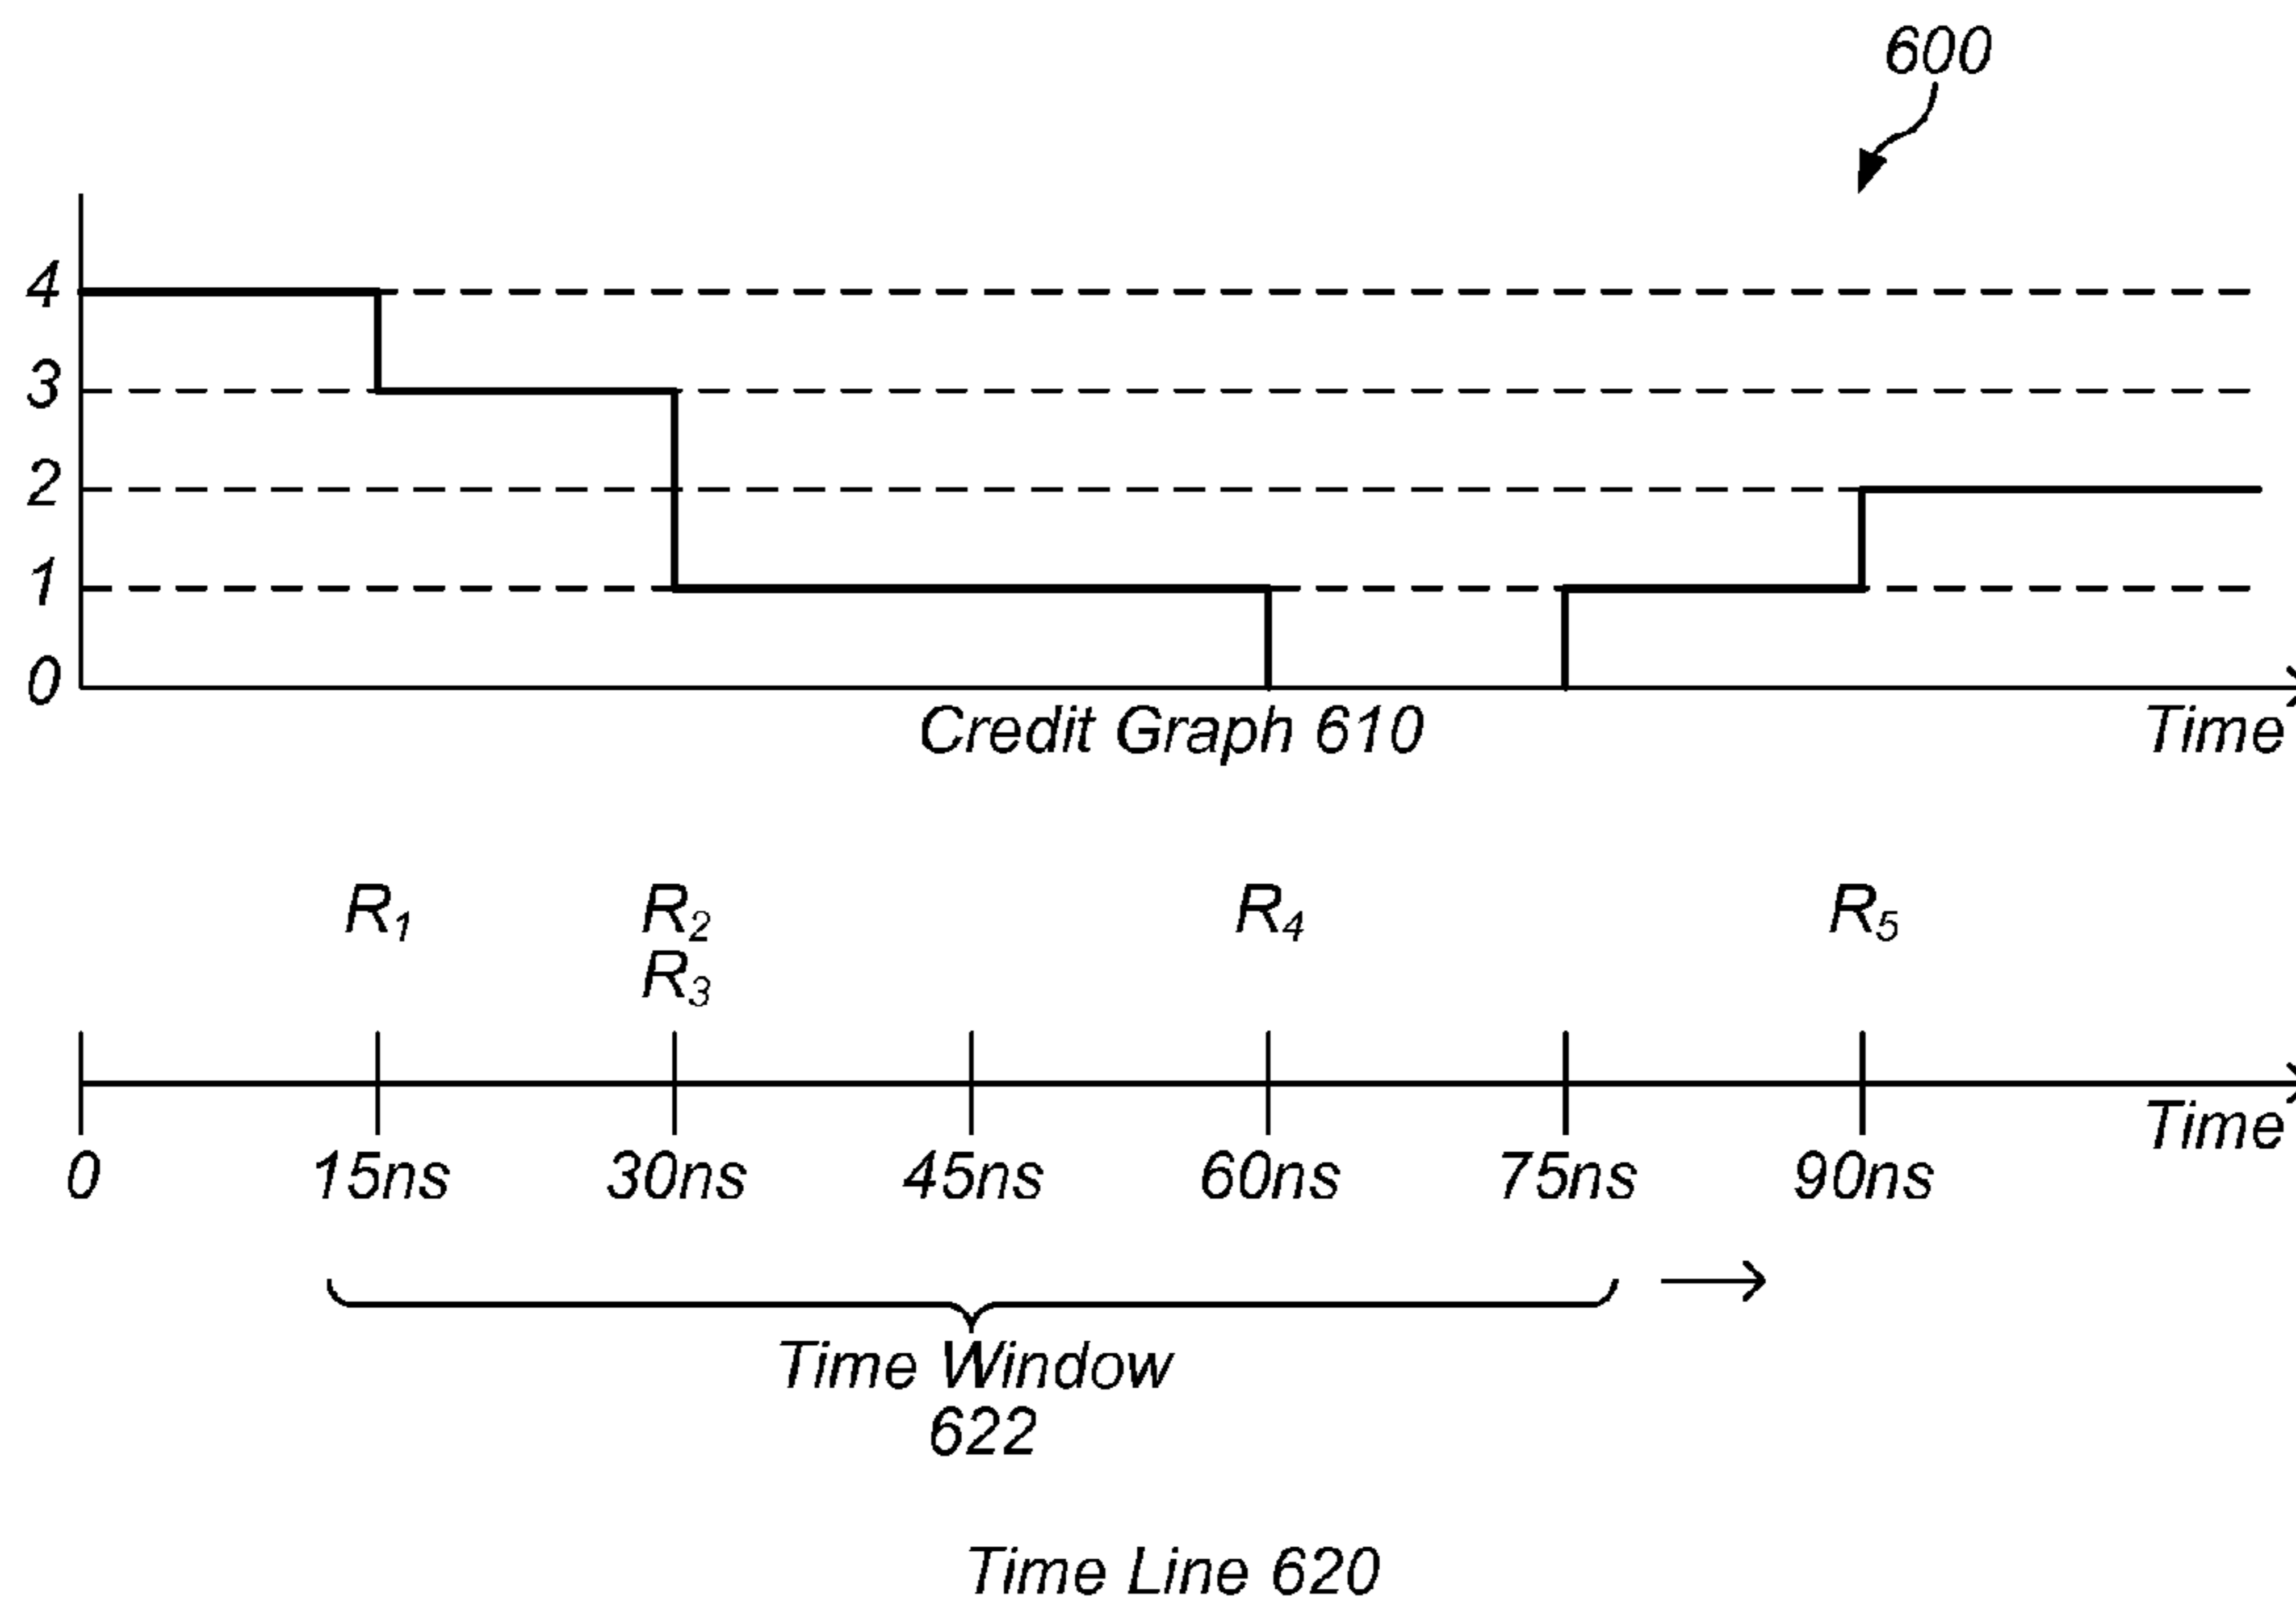 600
4
3
2
1
0
Credit Graph 610
Time
R1
R2
R3
R4
R5
Time
0
15ns
30ns
45ns
60ns
75ns
90ns
Time Window
622
Time Line 620